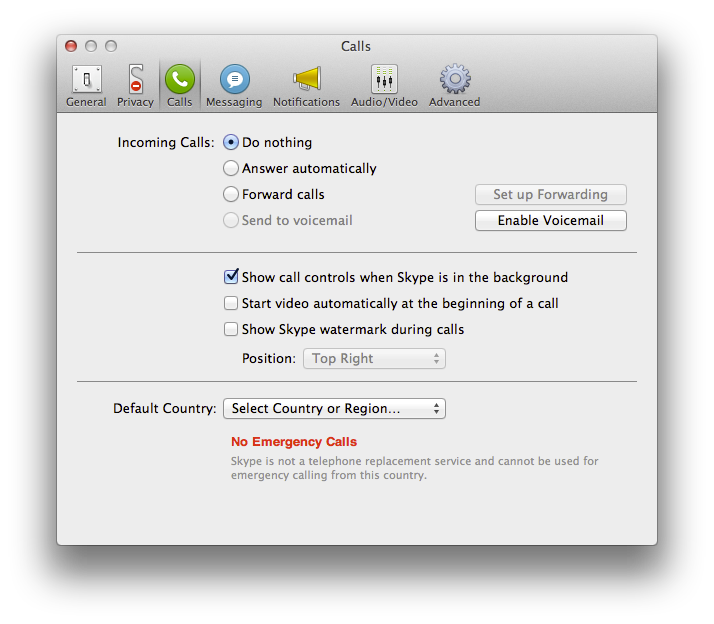 Calls
General Privacy Calls Messaging Notifications Audio/Video Advanced
Incoming Calls: Do nothing
Answer automatically
Forward calls Set up Forwarding
Send to voicemail Enable Voicemail
Show call controls when Skype is in the background
Start video automatically at the beginning of a call
Show Skype watermark during calls
Position: Top Right
Default Country: Select Country or Region...
No Emergency Calls
Skype is not a telephone replacement service and cannot be used for
emergency calling from this country.